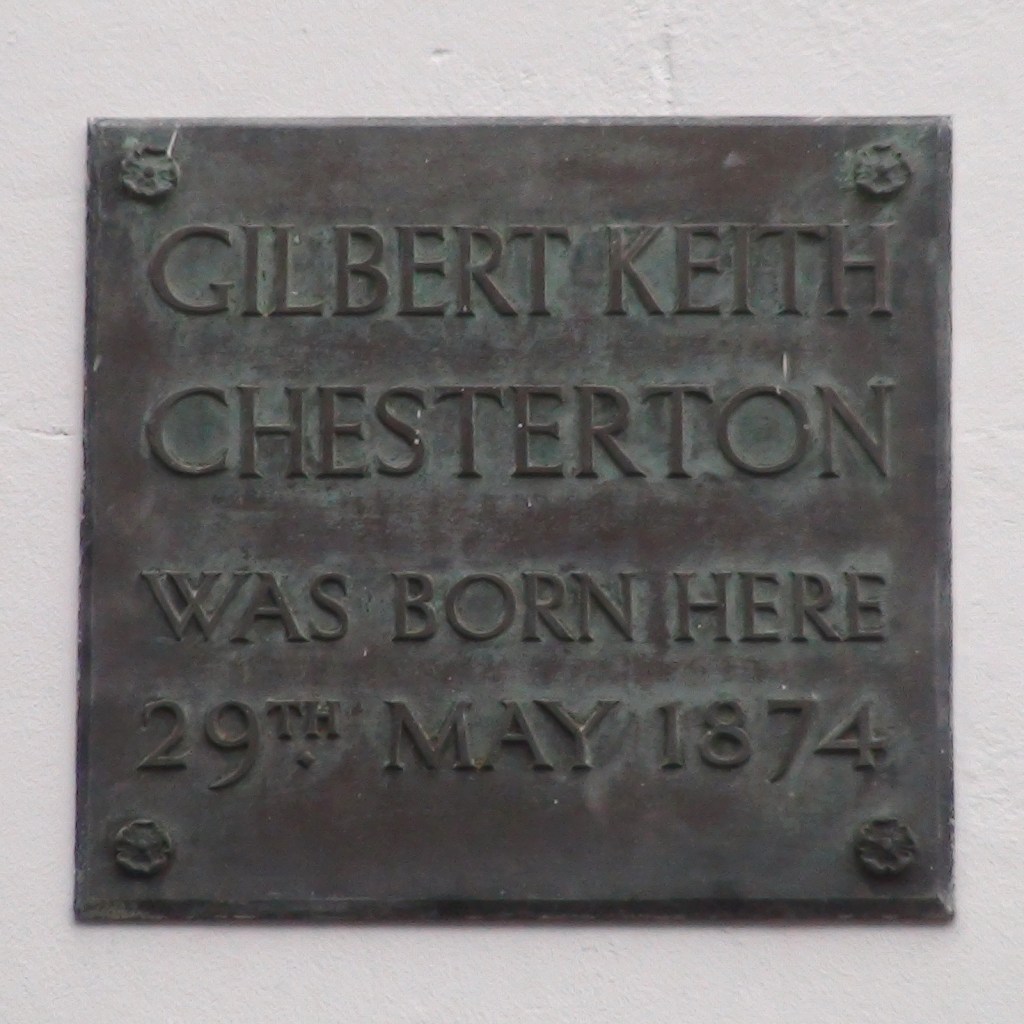 GILBERT KEITH
CHESTERTON
WAS BORN HERE
29TH MAY 1874